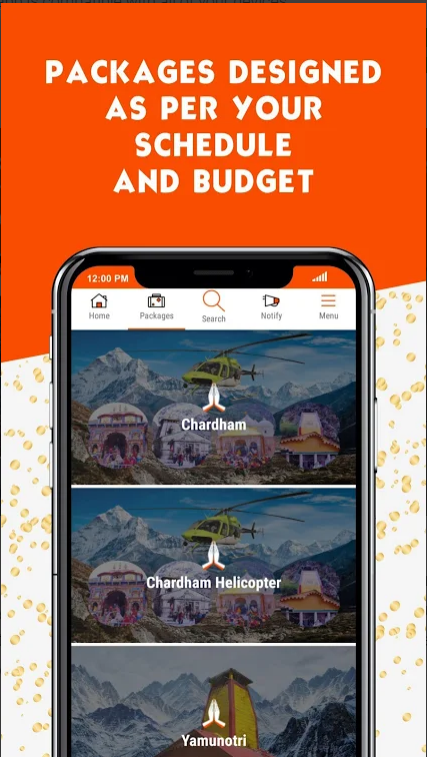 PACKAGES DESIGNED
AS PER YOUR
SCHEDULE
AND BUDGET
12:00 PM
Home
Packages
Search
Notify
Menu
Chardham
Chardham Helicopter
Yamunotri